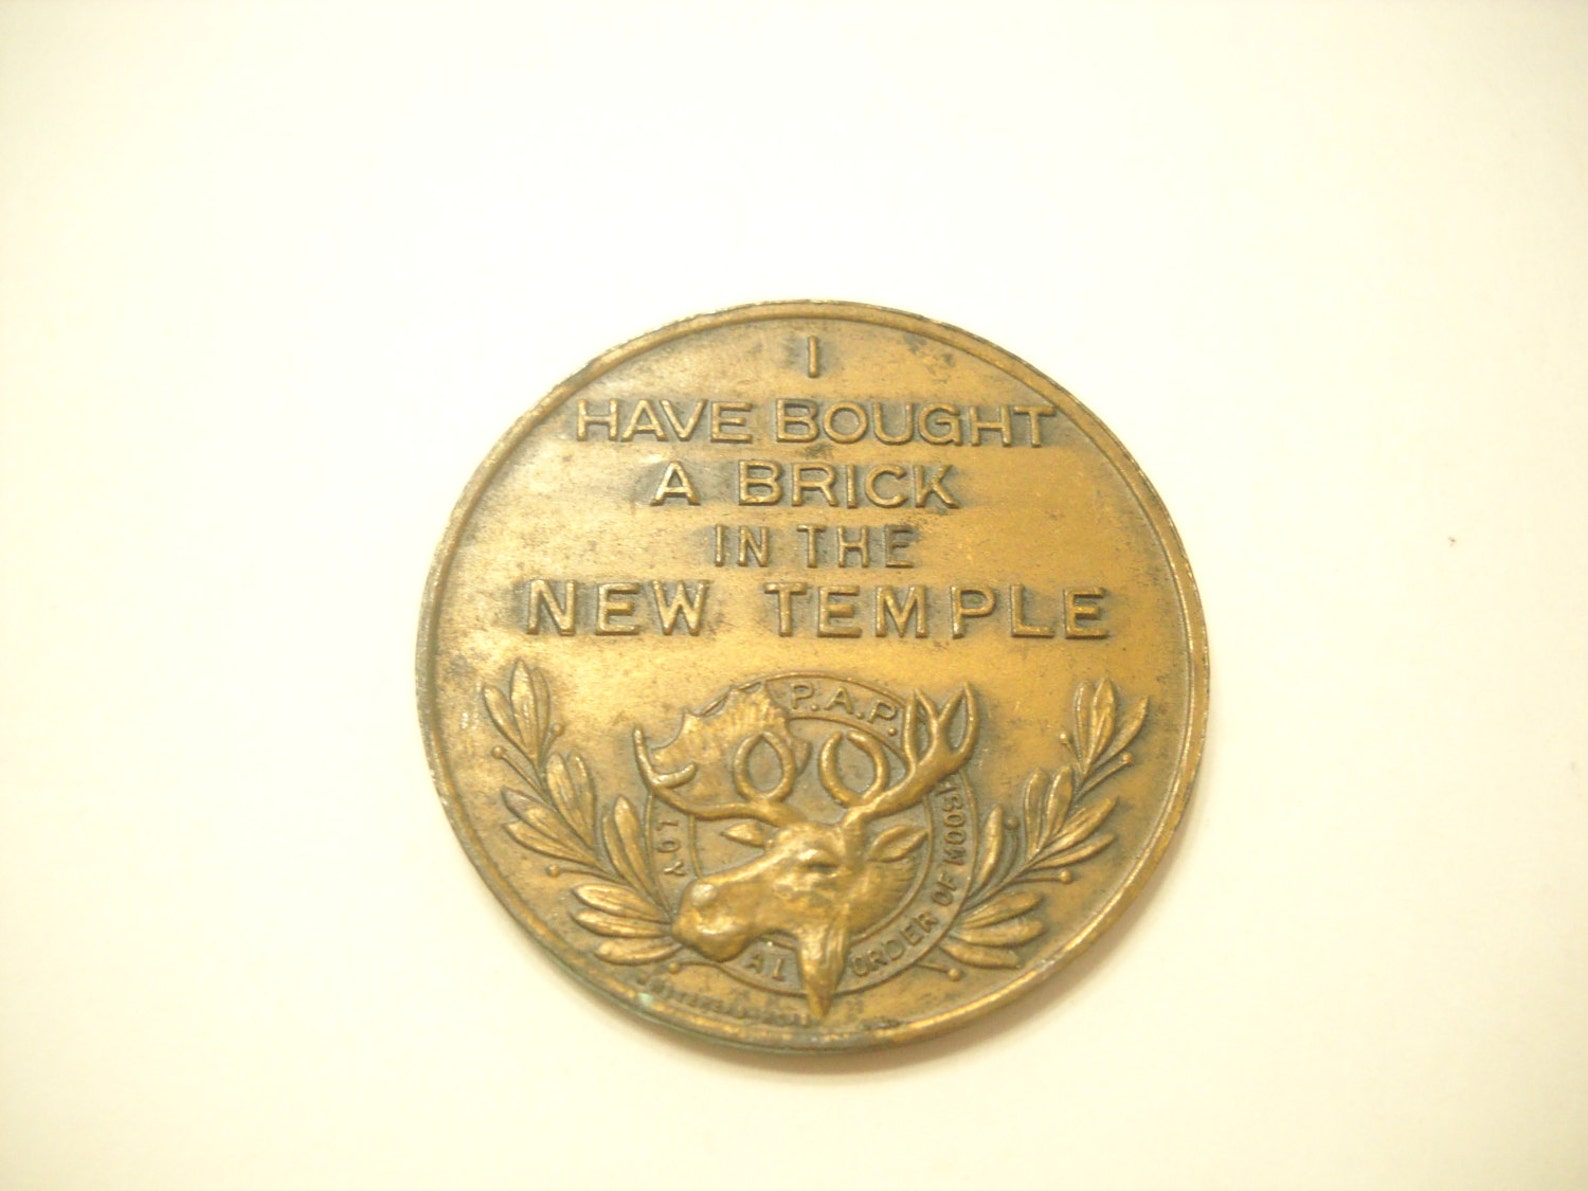 I
HAVE BOUGHT
A BRICK
IN THE
NEW TEMPLE
P.A.P.
LOY AL ORDER OF MOOSE